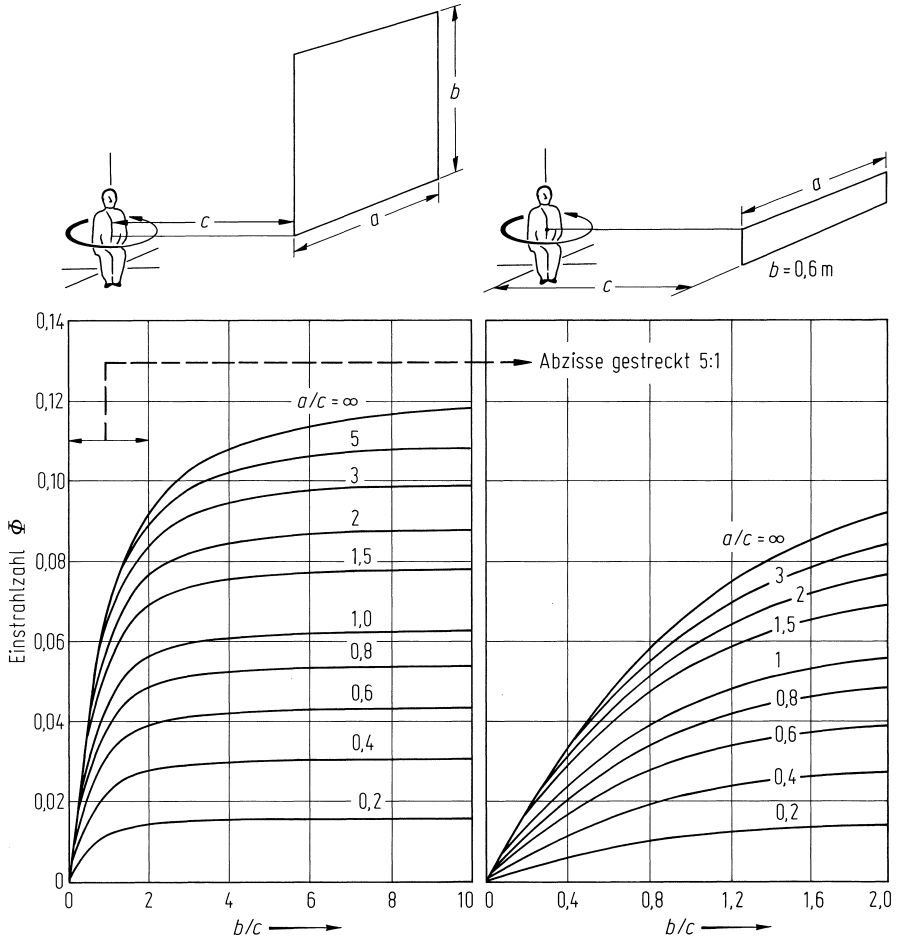 b
c
a
a
c
b = 0,6 m
Einstrahlzahl Φ
0,14
0,12
0,10
0,08
0,06
0,04
0,02
0
Abzisse gestreckt 5:1
a/c = ∞
5
3
2
1,5
1,0
0,8
0,6
0,4
0,2
0 2 4 6 8 10
b/c
a/c = ∞
3
2
1,5
1
0,8
0,6
0,4
0,2
0 0,4 0,8 1,2 1,6 2,0
b/c